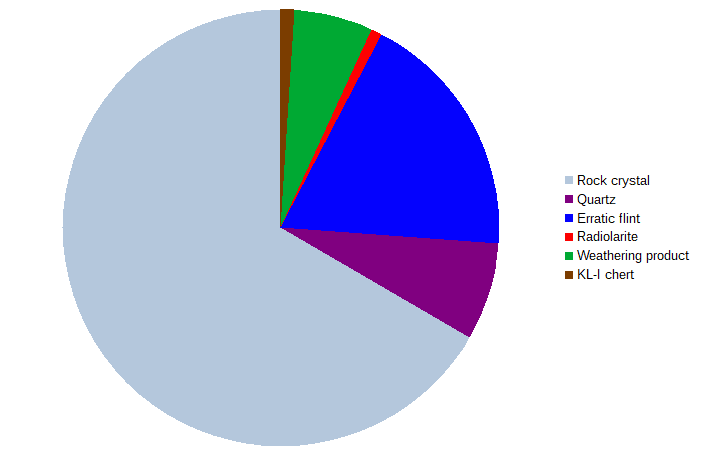 Rock crystal
Quartz
Erratic flint
Radiolarite
Weathering product
KL-I chert